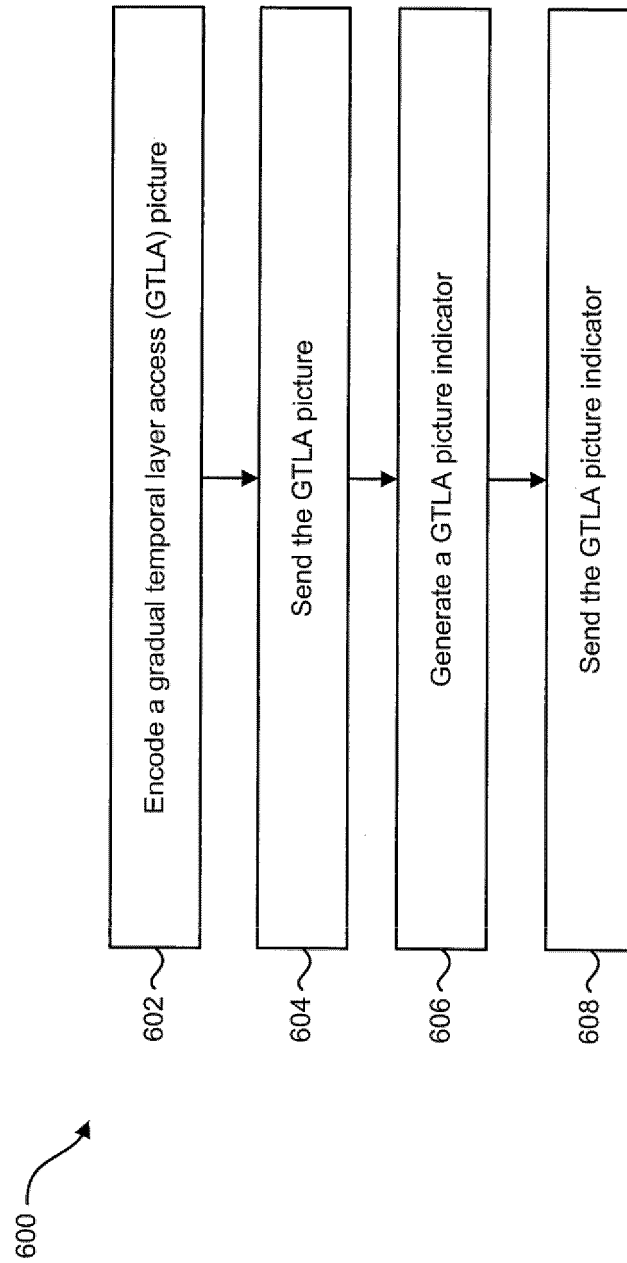 600
602
Encode a gradual temporal layer access (GTLA) picture
604
Send the GTLA picture
606
Generate a GTLA picture indicator
608
Send the GTLA picture indicator